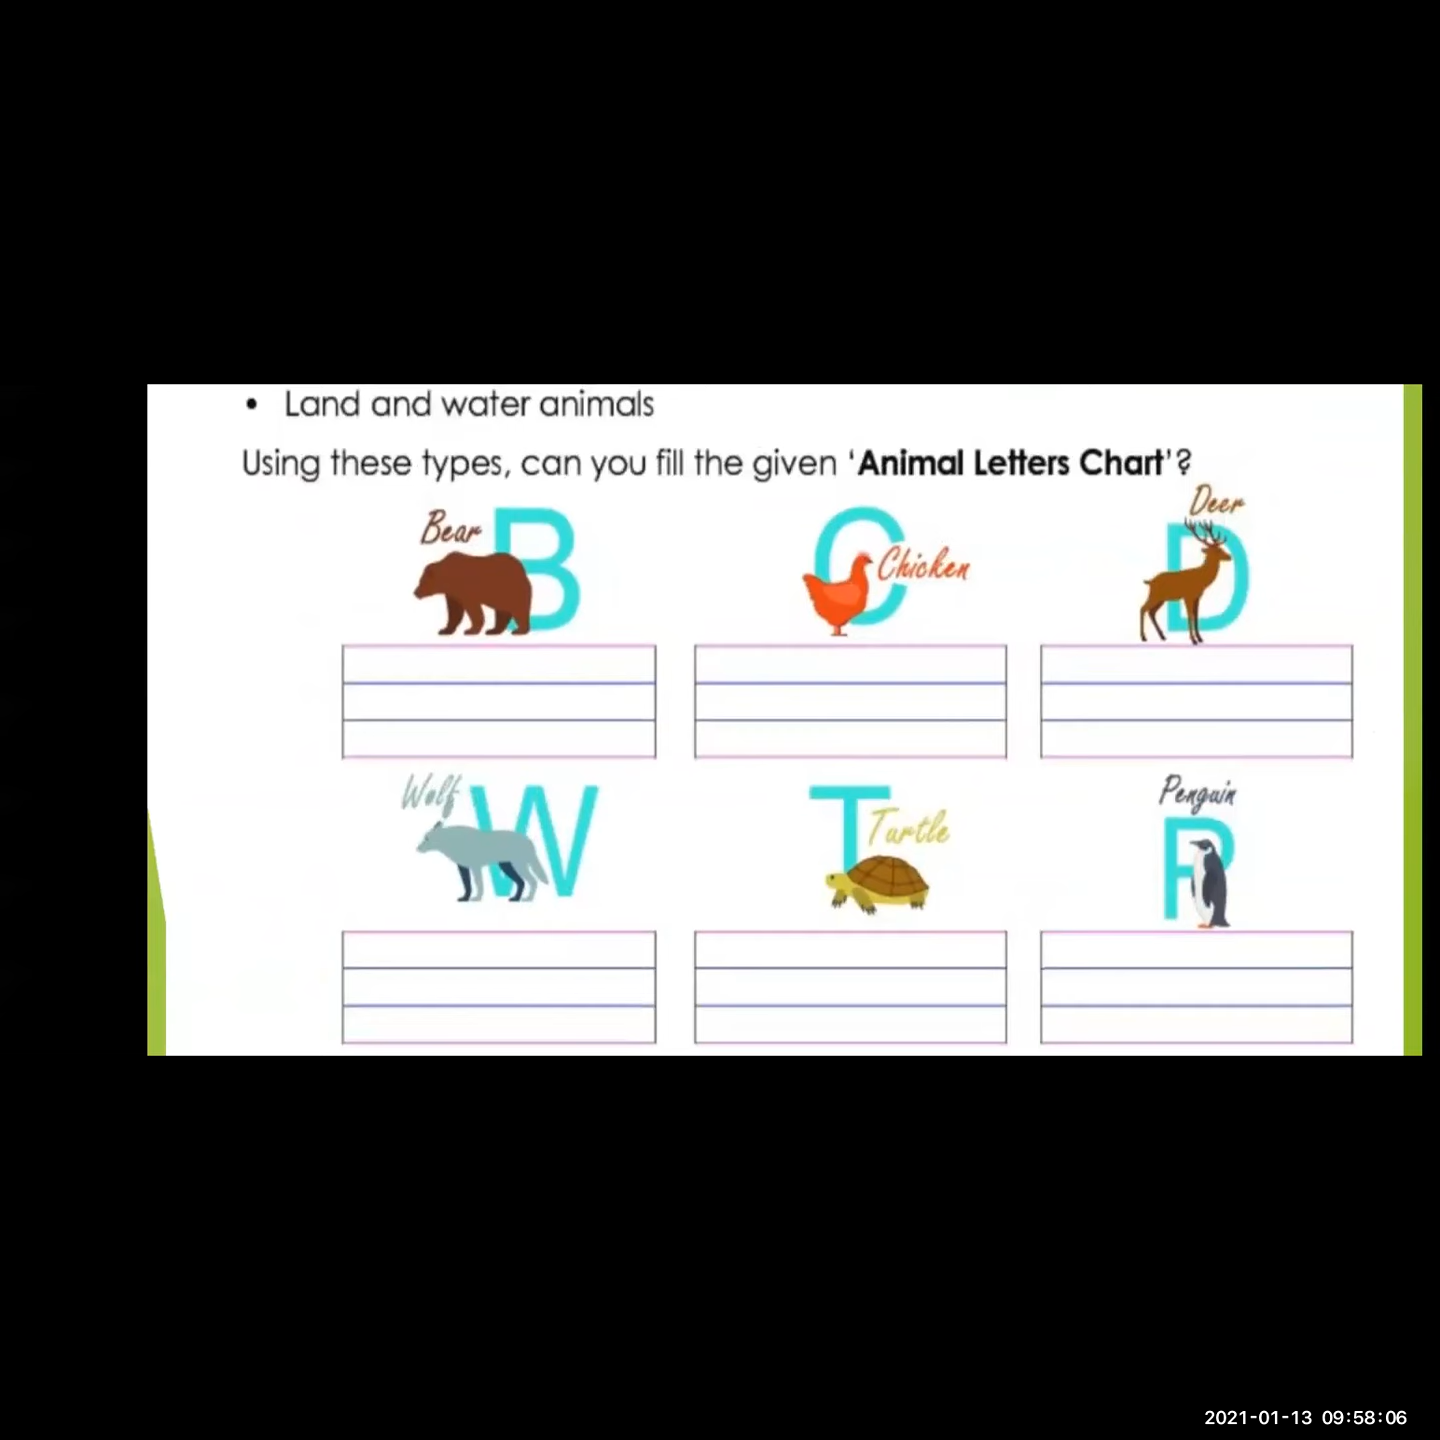 • Land and water animals
Using these types, can you fill the given ‘Animal Letters Chart’?
Bear B
C Chicken
Deer D
Wolf W
T Turtle
Penguin P
2021-01-13 09:58:06